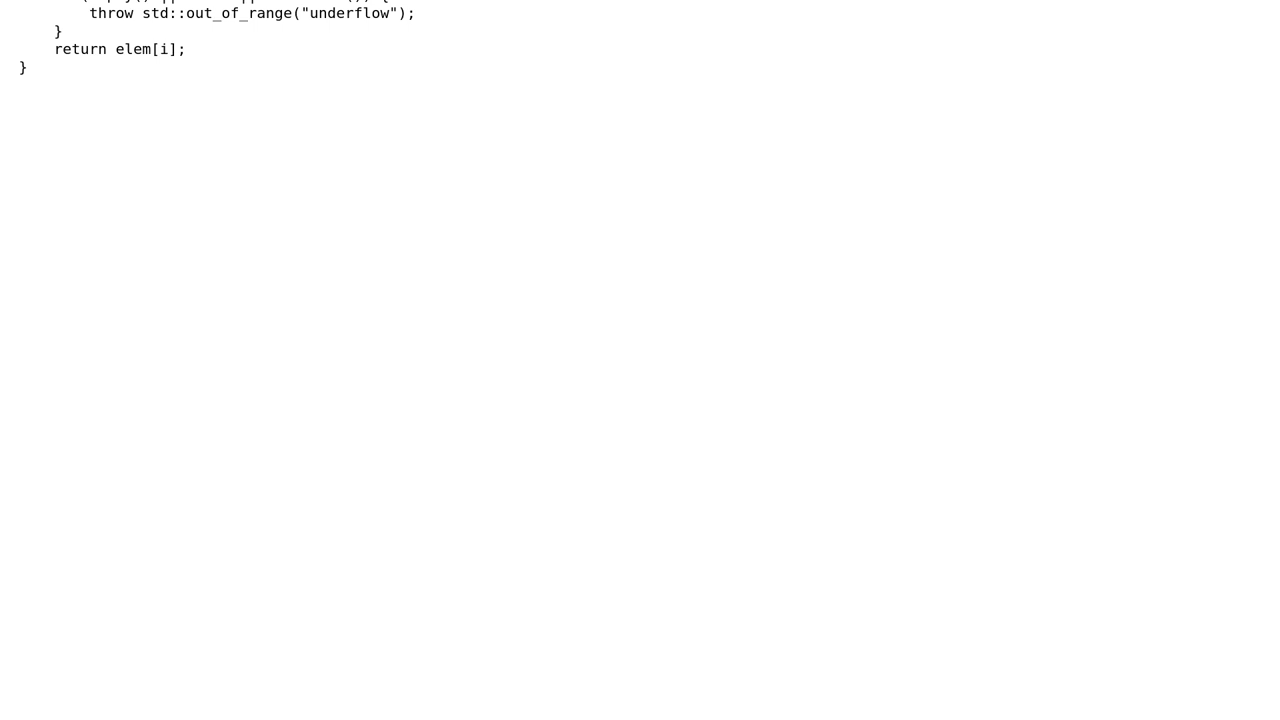 throw std::out_of_range("underflow");
}
return elem[i];
}